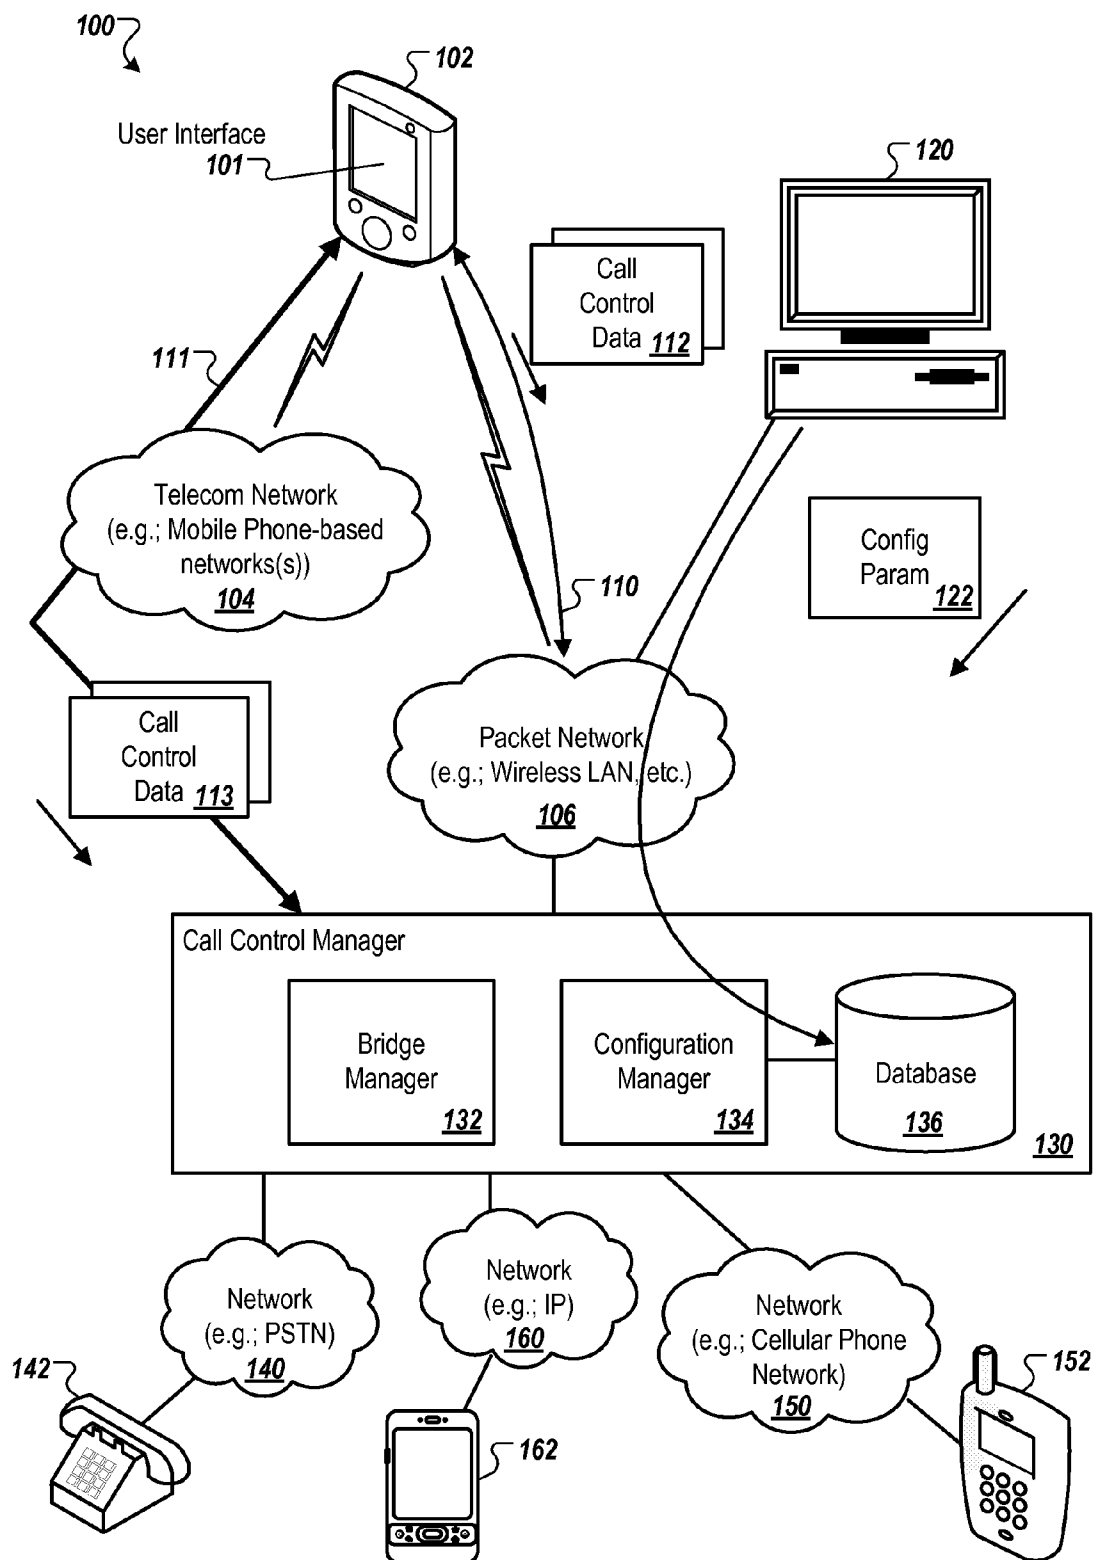 100
102
User Interface
101
120
Call
Control
Data 112
111
Telecom Network
(e.g.; Mobile Phone-based
networks(s))
104
Config
Param
122
110
Call
Control
Data 113
Packet Network
(e.g.; Wireless LAN, etc.)
106
Call Control Manager
Bridge
Manager
132
Configuration
Manager
134
Database
136
130
Network
(e.g.; PSTN)
140
Network
(e.g.; IP)
160
Network
(e.g.; Cellular Phone
Network)
150
142
162
152